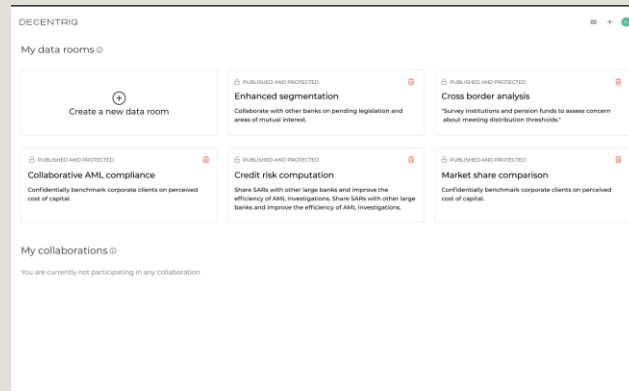 DECENTRIQ
My data rooms
Create a new data room
PUBLISHED AND PROTECTED
Enhanced segmentation
Collaborate with other banks on pending legislation and
areas of mutual interest.
PUBLISHED AND PROTECTED
Cross border analysis
"Survey institutions and pension funds to assess concern
about meeting distribution thresholds."
PUBLISHED AND PROTECTED
Collaborative AML compliance
Confidentially benchmark corporate clients on perceived
cost of capital.
PUBLISHED AND PROTECTED
Credit risk computation
Share SARs with other large banks and improve the
efficiency of AML investigations. Share SARs with other large
banks and improve the efficiency of AML investigations.
PUBLISHED AND PROTECTED
Market share comparison
Confidentially benchmark corporate clients on perceived
cost of capital.
My collaborations
You are currently not participating in any collaboration